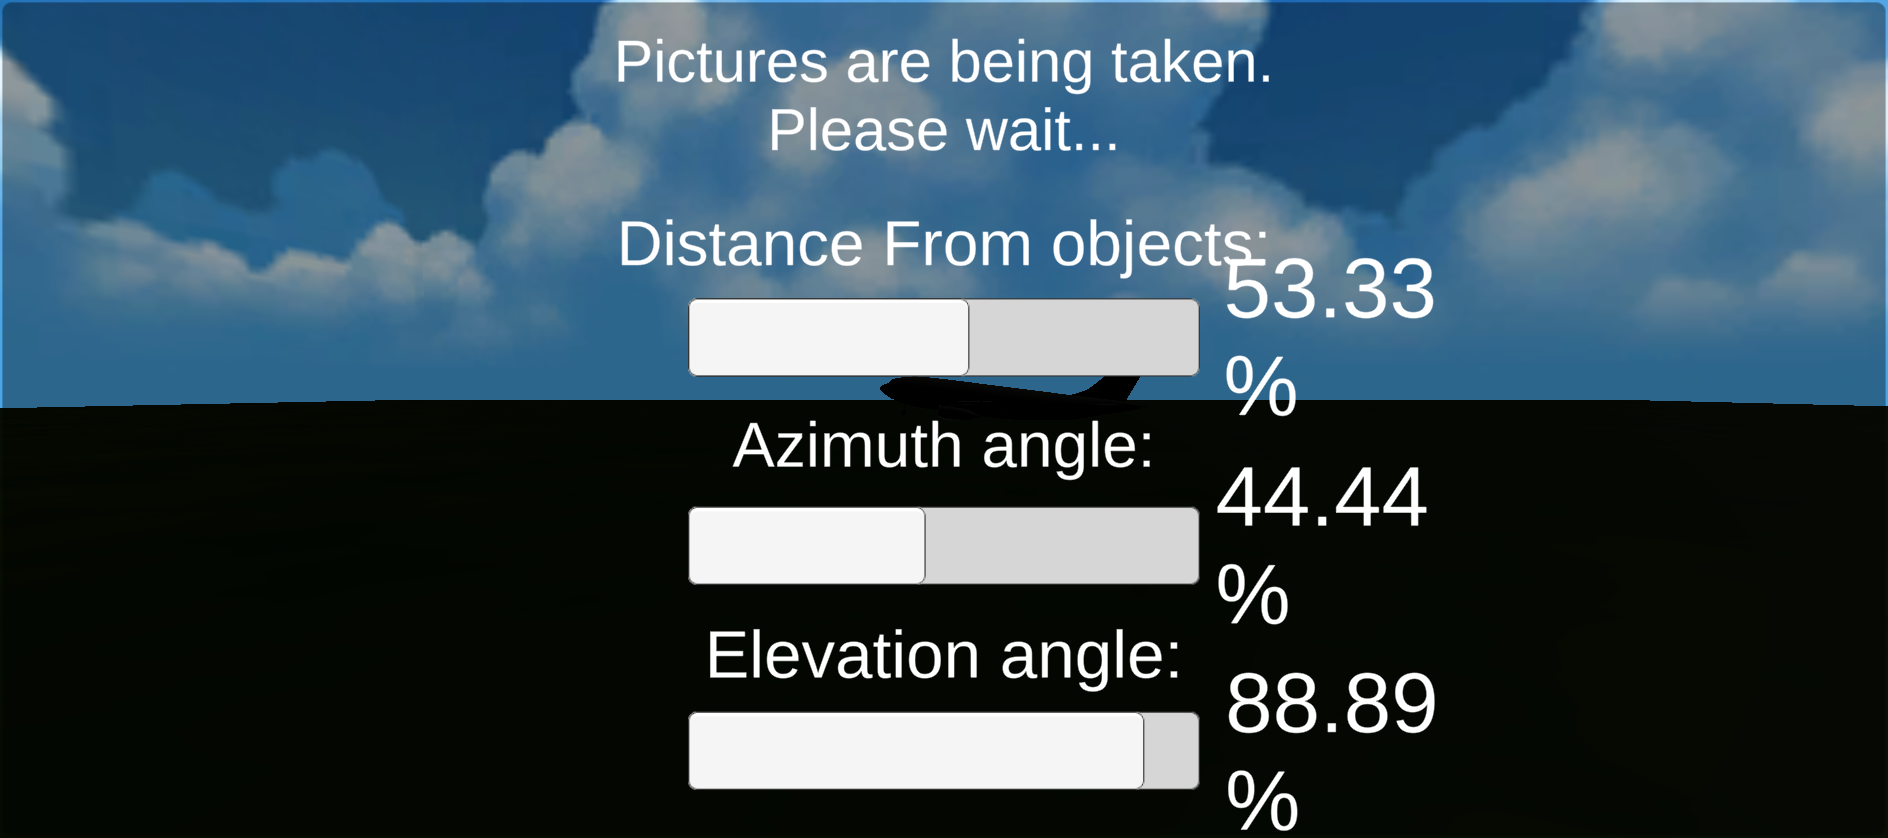 Pictures are being taken.
Please wait...
Distance From objects:
53.33
%
Azimuth angle:
44.44
%
Elevation angle:
88.89
%